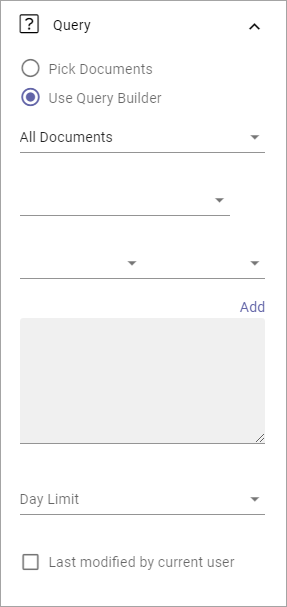 Query
Pick Documents
Use Query Builder
All Documents
Add
Day Limit
Last modified by current user